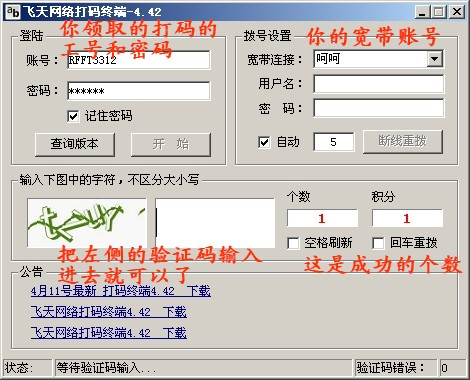 飞天网络打码终端-4.42
你领取的打码的
工号和密码
你的宽带账号
登陆
账号：RFFT3312
密码：******
记住密码
查询版本
开 始
拨号设置
宽带连接：呵呵
用户名：
密 码：
自动
5
断线重拨
输入下图中的字符，不区分大小写
个数
积分
1
1
空格刷新
回车重拨
把左侧的验证码输入
进去就可以了
这是成功的个数
公告
4月11号最新 打码终端4.42 下载
飞天网络打码终端4.42 下载
飞天网络打码终端4.42 下载
状态:
等待验证码输入...
验证码错误：
0